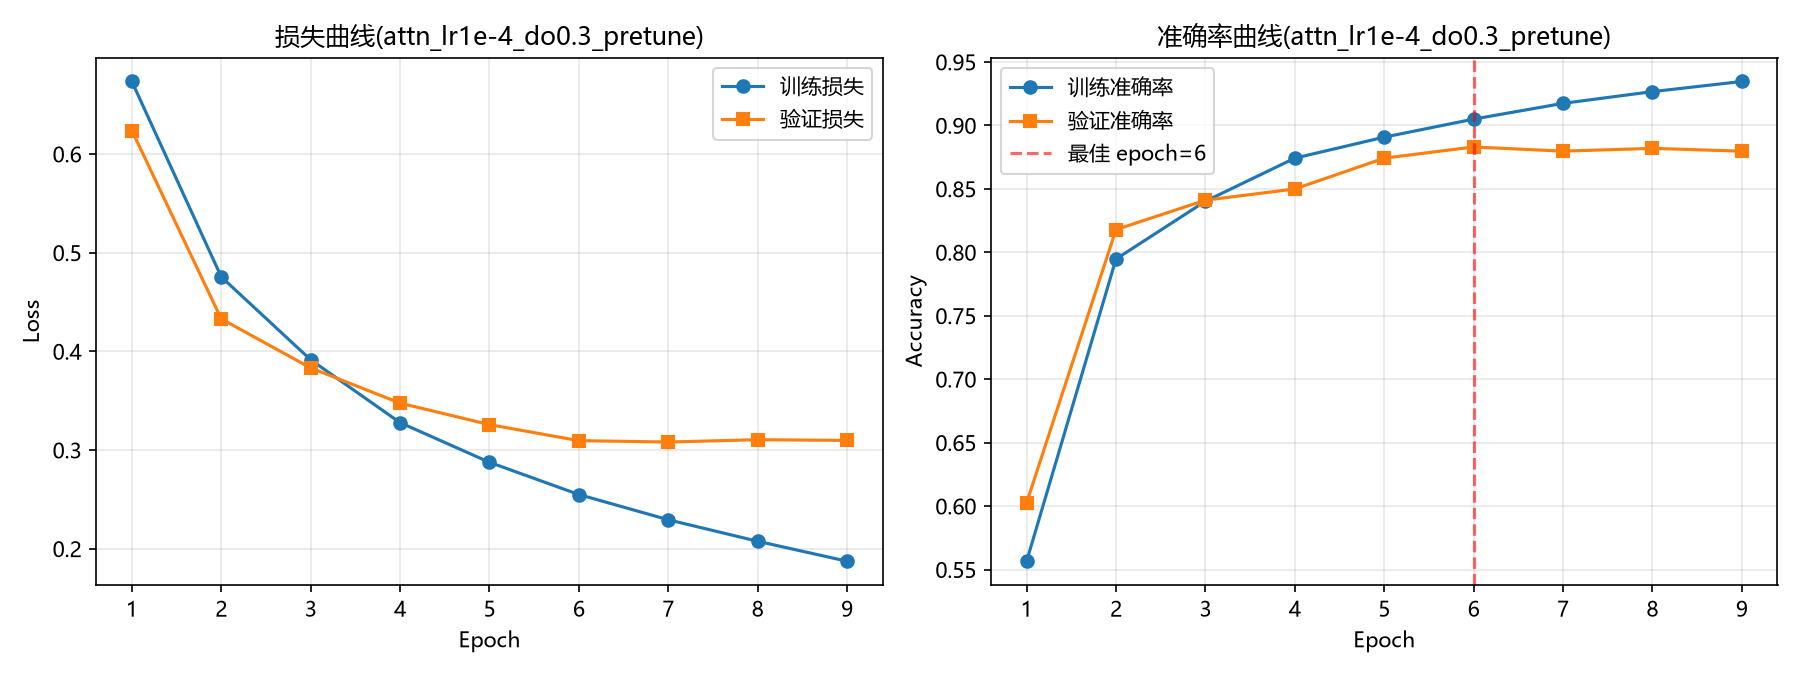 损失曲线(attn_lr1e-4_do0.3_pretune)
训练损失
验证损失
Loss
0.6
0.5
0.4
0.3
0.2
1 2 3 4 5 6 7 8 9
Epoch
准确率曲线(attn_lr1e-4_do0.3_pretune)
训练准确率
验证准确率
最佳 epoch=6
Accuracy
0.95
0.90
0.85
0.80
0.75
0.70
0.65
0.60
0.55
1 2 3 4 5 6 7 8 9
Epoch